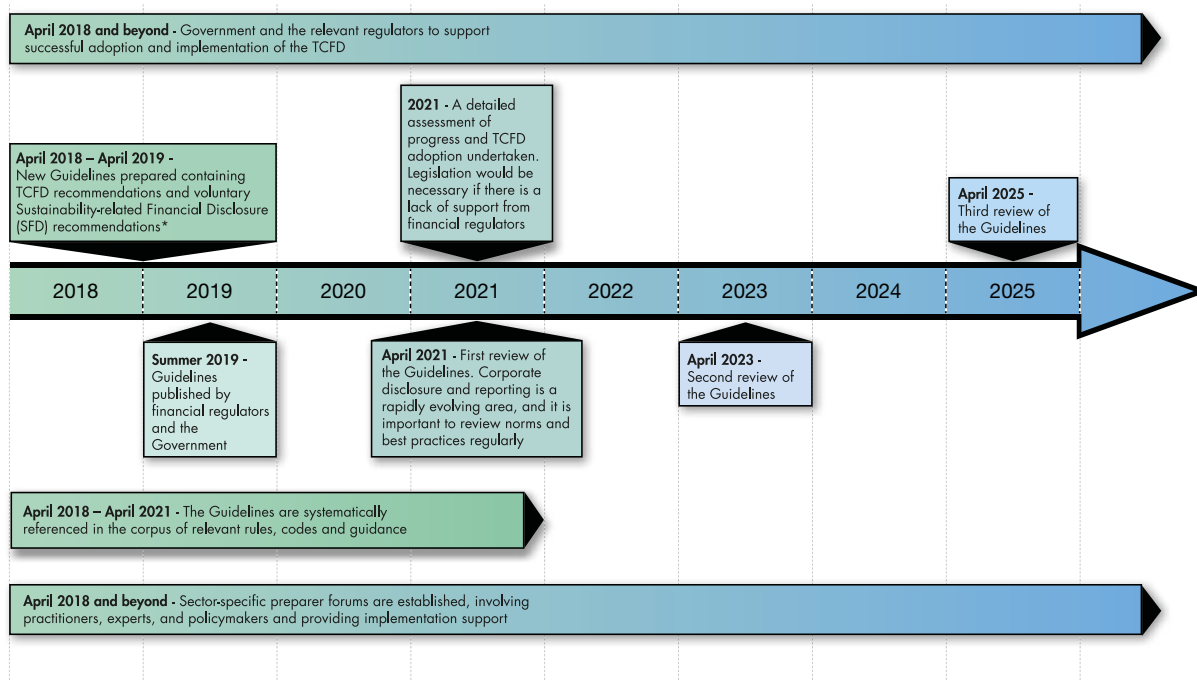 April 2018 and beyond - Government and the relevant regulators to support
successful adoption and implementation of the TCFD
2021 - A detailed
assessment of
progress and TCFD
adoption undertaken.
Legislation would be
necessary if there is a
lack of support from
financial regulators
April 2018 – April 2019 -
New Guidelines prepared containing
TCFD recommendations and voluntary
Sustainability-related Financial Disclosure
(SFD) recommendations*
April 2025 -
Third review of
the Guidelines
2018 2019 2020 2021 2022 2023 2024 2025
Summer 2019 -
Guidelines
published by
financial regulators
and the
Government
April 2021 - First review of
the Guidelines. Corporate
disclosure and reporting is a
rapidly evolving area, and it is
important to review norms and
best practices regularly
April 2023 -
Second review of
the Guidelines
April 2018 – April 2021 - The Guidelines are systematically
referenced in the corpus of relevant rules, codes and guidance
April 2018 and beyond - Sector-specific preparer forums are established, involving
practitioners, experts, and policymakers and providing implementation support